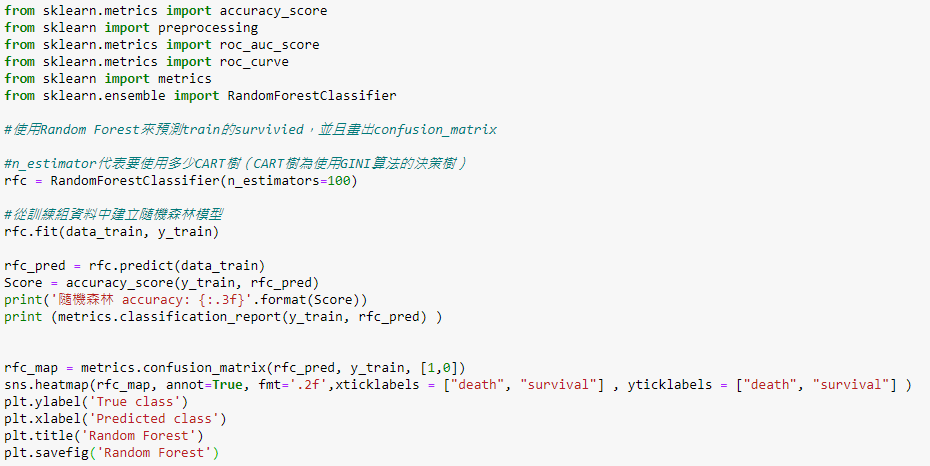 from sklearn.metrics import accuracy_score
from sklearn import preprocessing
from sklearn.metrics import roc_auc_score
from sklearn.metrics import roc_curve
from sklearn import metrics
from sklearn.ensemble import RandomForestClassifier
#使用Random Forest來預測train的survivied，並且畫出confusion_matrix
#n_estimator代表要使用多少CART樹（CART樹為使用GINI算法的決策樹）
rfc = RandomForestClassifier(n_estimators=100)
#從訓練組資料中建立隨機森林模型
rfc.fit(data_train, y_train)
rfc_pred = rfc.predict(data_train)
Score = accuracy_score(y_train, rfc_pred)
print('隨機森林 accuracy: {:.3f}'.format(Score))
print (metrics.classification_report(y_train, rfc_pred) )
rfc_map = metrics.confusion_matrix(rfc_pred, y_train, [1,0])
sns.heatmap(rfc_map, annot=True, fmt='.2f',xticklabels = ["death", "survival"] , yticklabels = ["death", "survival"] )
plt.ylabel('True class')
plt.xlabel('Predicted class')
plt.title('Random Forest')
plt.savefig('Random Forest')